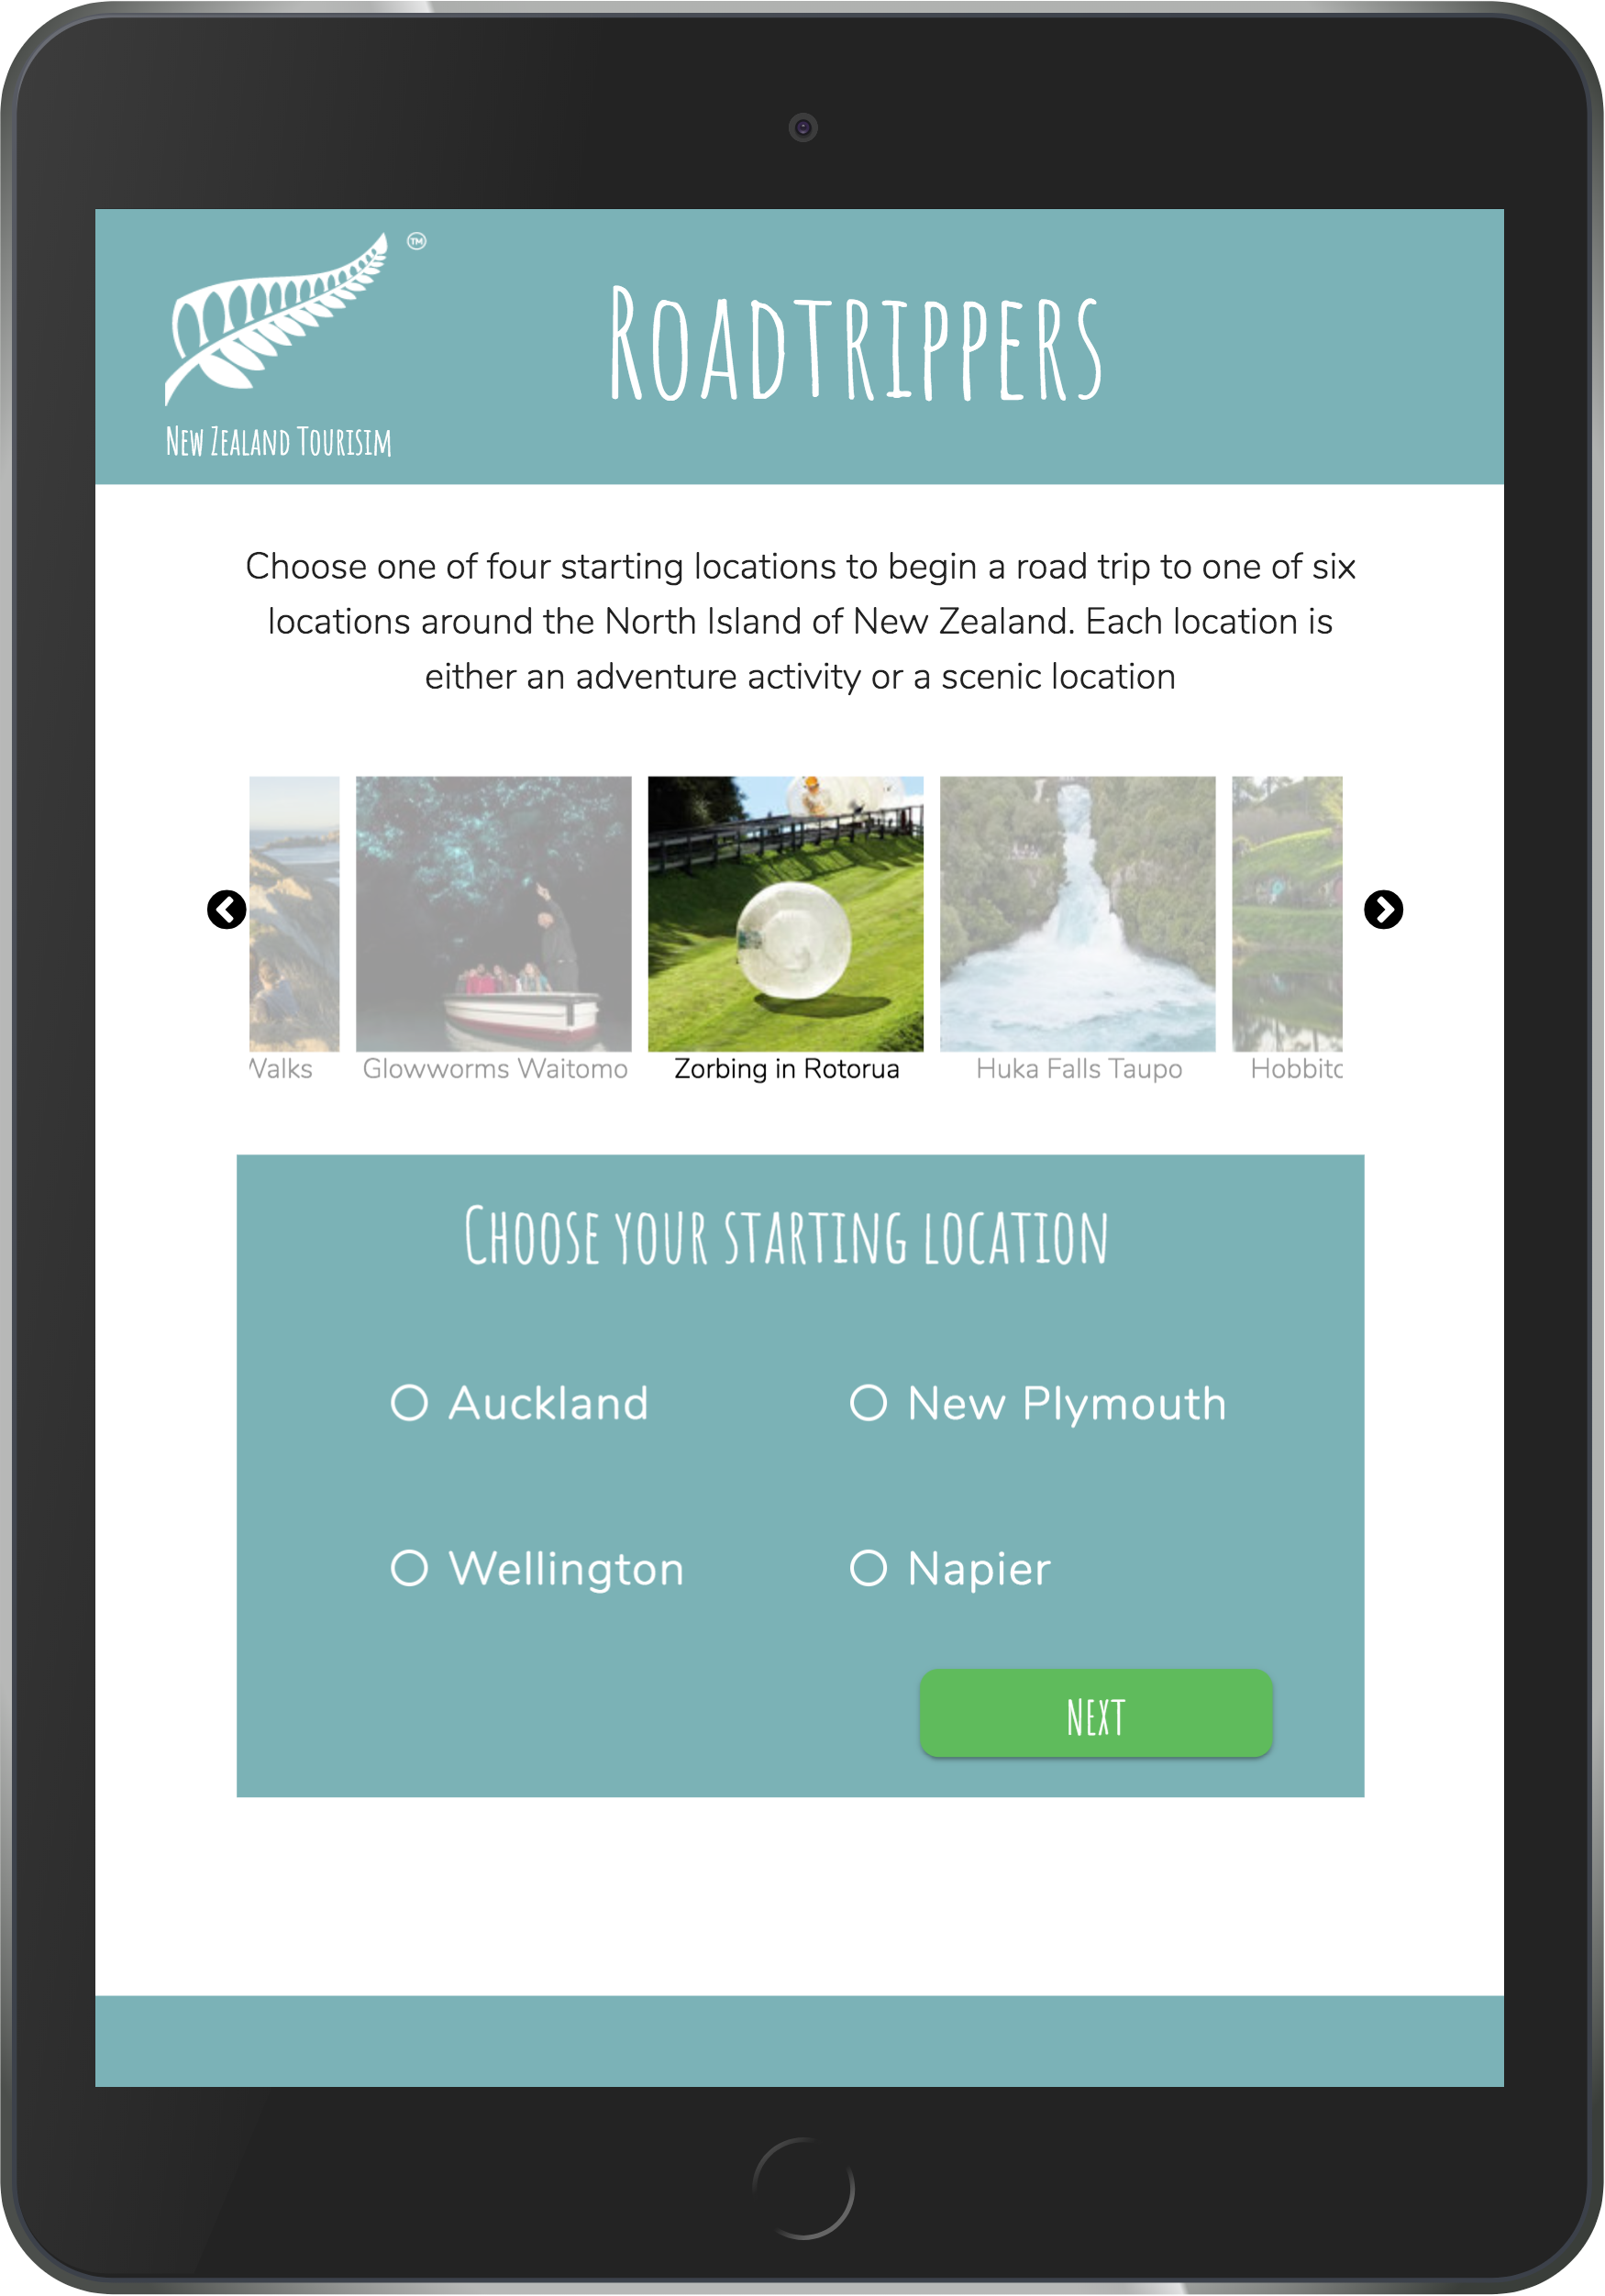 TM
ROADTRIPPERS
NEW ZEALAND TOURISIM
Choose one of four starting locations to begin a road trip to one of six
locations around the North Island of New Zealand. Each location is
either an adventure activity or a scenic location
Walks Glowworms Waitomo Zorbing in Rotorua Huka Falls Taupo
CHOOSE YOUR STARTING LOCATION
Auckland New Plymouth
Wellington Napier
NEXT